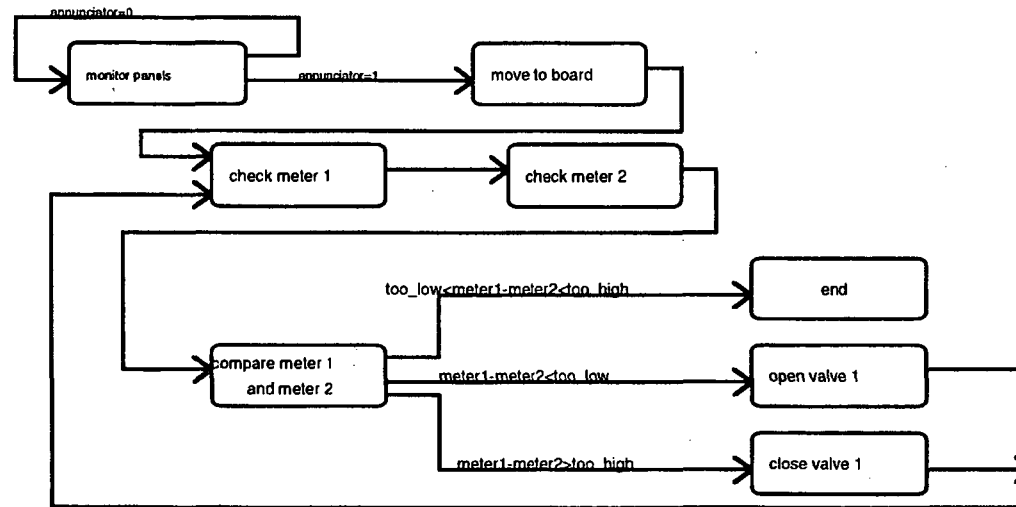 annunciator=0
monitor panels
annunciator=1
move to board
check meter 1
check meter 2
too_low<meter1-meter2<too_high
end
compare meter 1
and meter 2
meter1-meter2<too_low
open valve 1
meter1-meter2>too_high
close valve 1